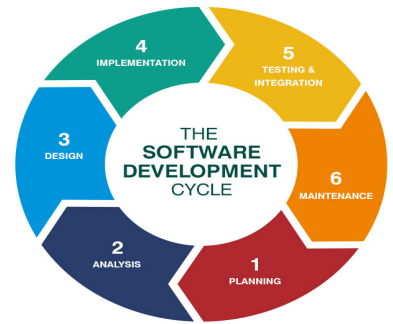 THE
SOFTWARE
DEVELOPMENT
CYCLE
1
PLANNING
2
ANALYSIS
3
DESIGN
4
IMPLEMENTATION
5
TESTING &
INTEGRATION
6
MAINTENANCE